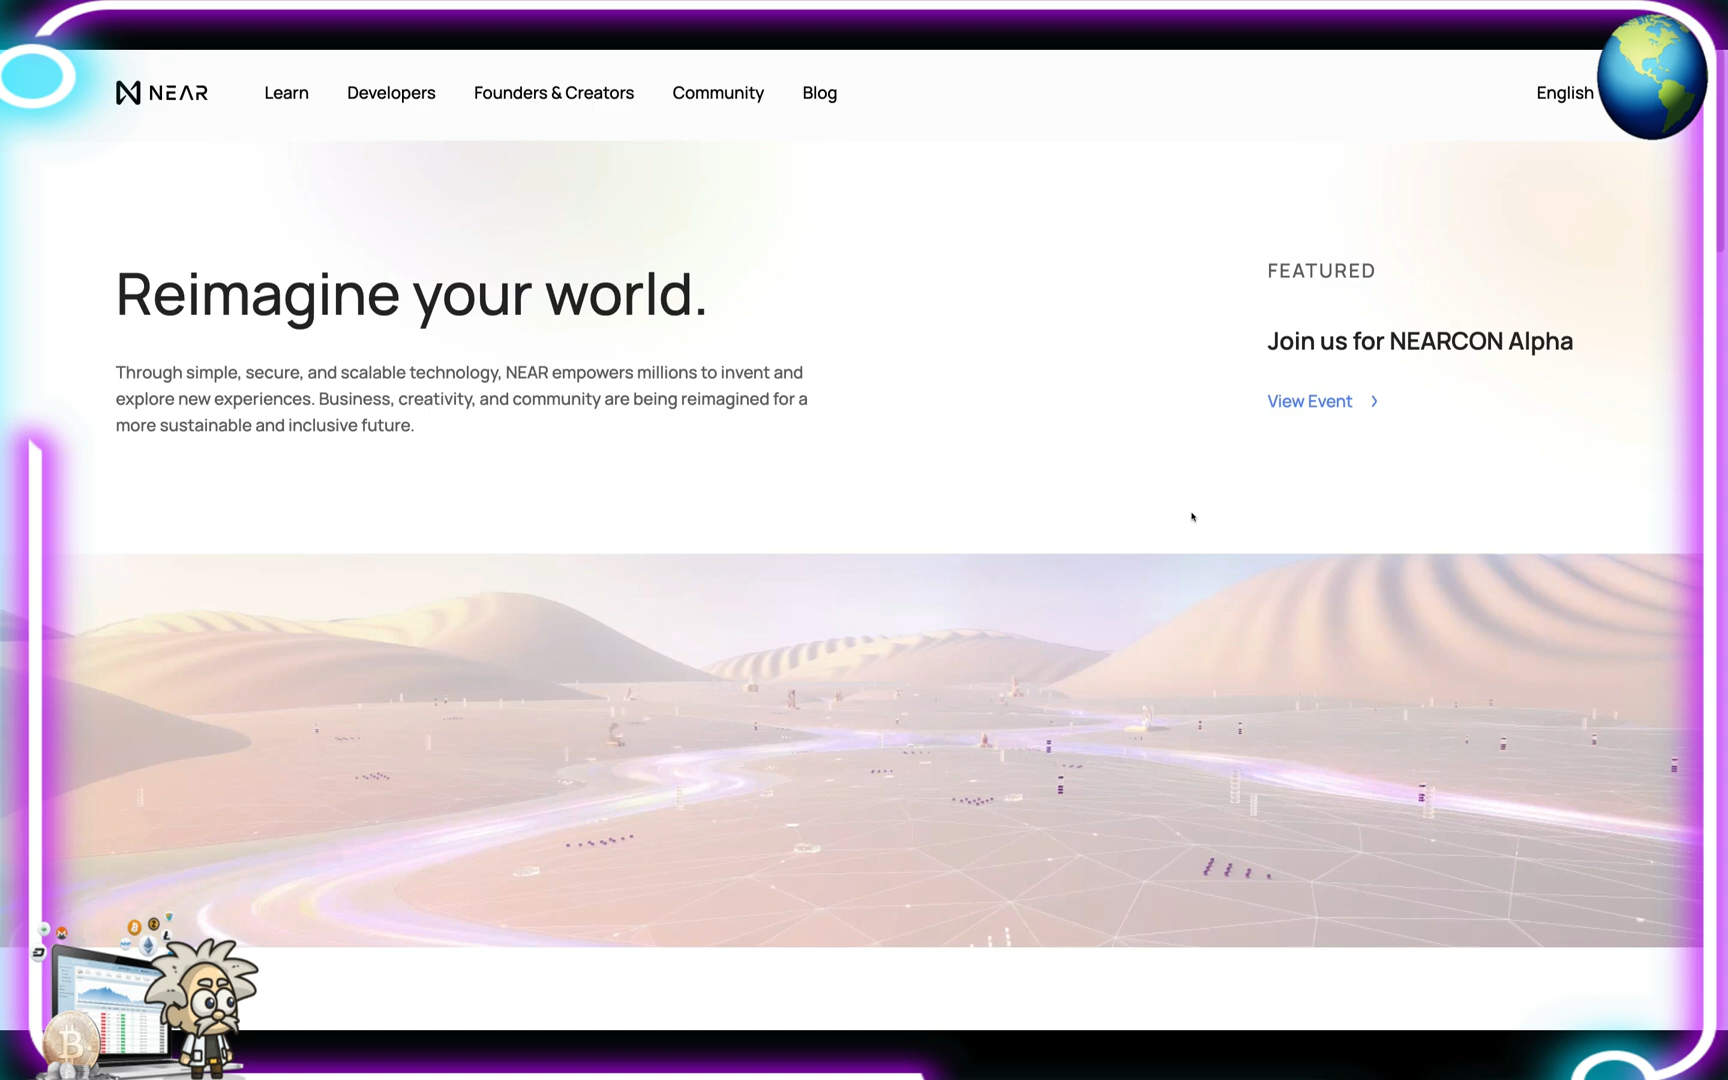 NEAR
Learn
Developers
Founders & Creators
Community
Blog
English
Reimagine your world.
Through simple, secure, and scalable technology, NEAR empowers millions to invent and
explore new experiences. Business, creativity, and community are being reimagined for a
more sustainable and inclusive future.
FEATURED
Join us for NEARCON Alpha
View Event